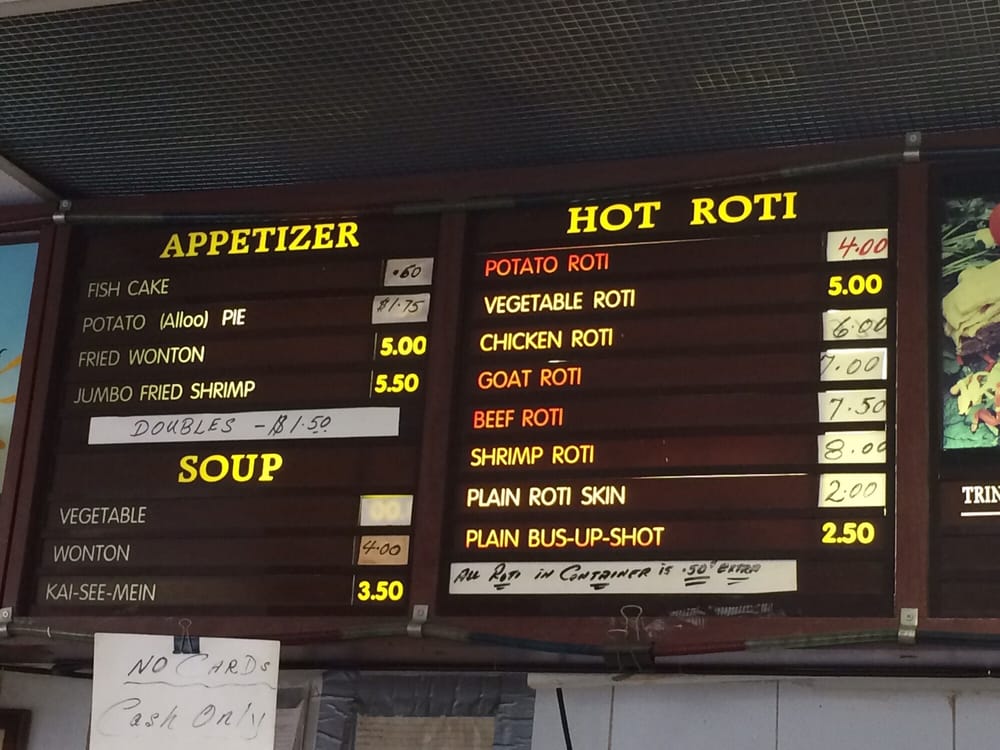 APPETIZER
FISH CAKE .60
POTATO (Alloo) PIE $1.75
FRIED WONTON 5.00
JUMBO FRIED SHRIMP 5.50
DOUBLES - $1.50
SOUP
VEGETABLE 00
WONTON 4.00
KAI-SEE-MEIN 3.50
NO CARDS
Cash Only
HOT ROTI
POTATO ROTI 4.00
VEGETABLE ROTI 5.00
CHICKEN ROTI 6.00
GOAT ROTI 7.00
BEEF ROTI 7.50
SHRIMP ROTI 8.00
PLAIN ROTI SKIN 2.00
PLAIN BUS-UP-SHOT 2.50
ALL ROTI IN CONTAINER is .50¢ EXTRA
TRIN